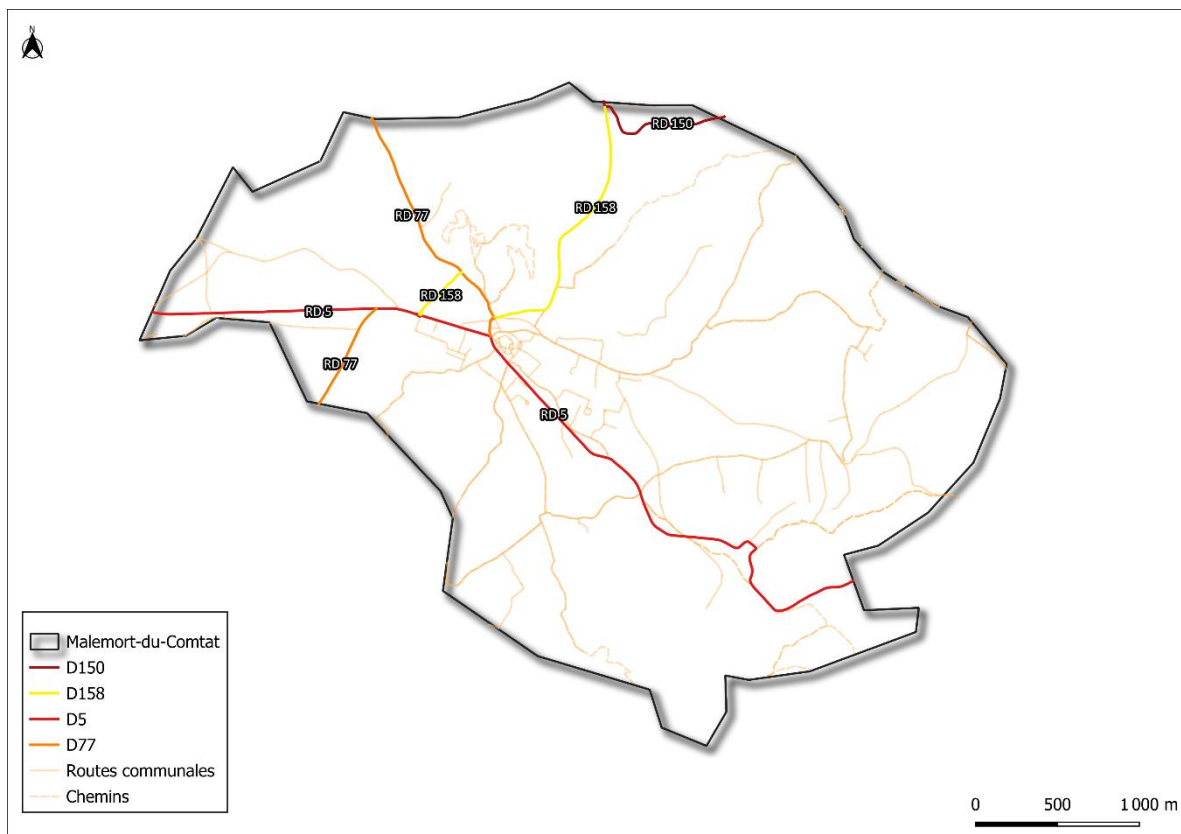 N
RD 150
RD 158
RD 77
RD 158
RD 5
RD 77
RD 5
Malemort-du-Comtat
D150
D158
D5
D77
Routes communales
Chemins
0 500 1 000 m